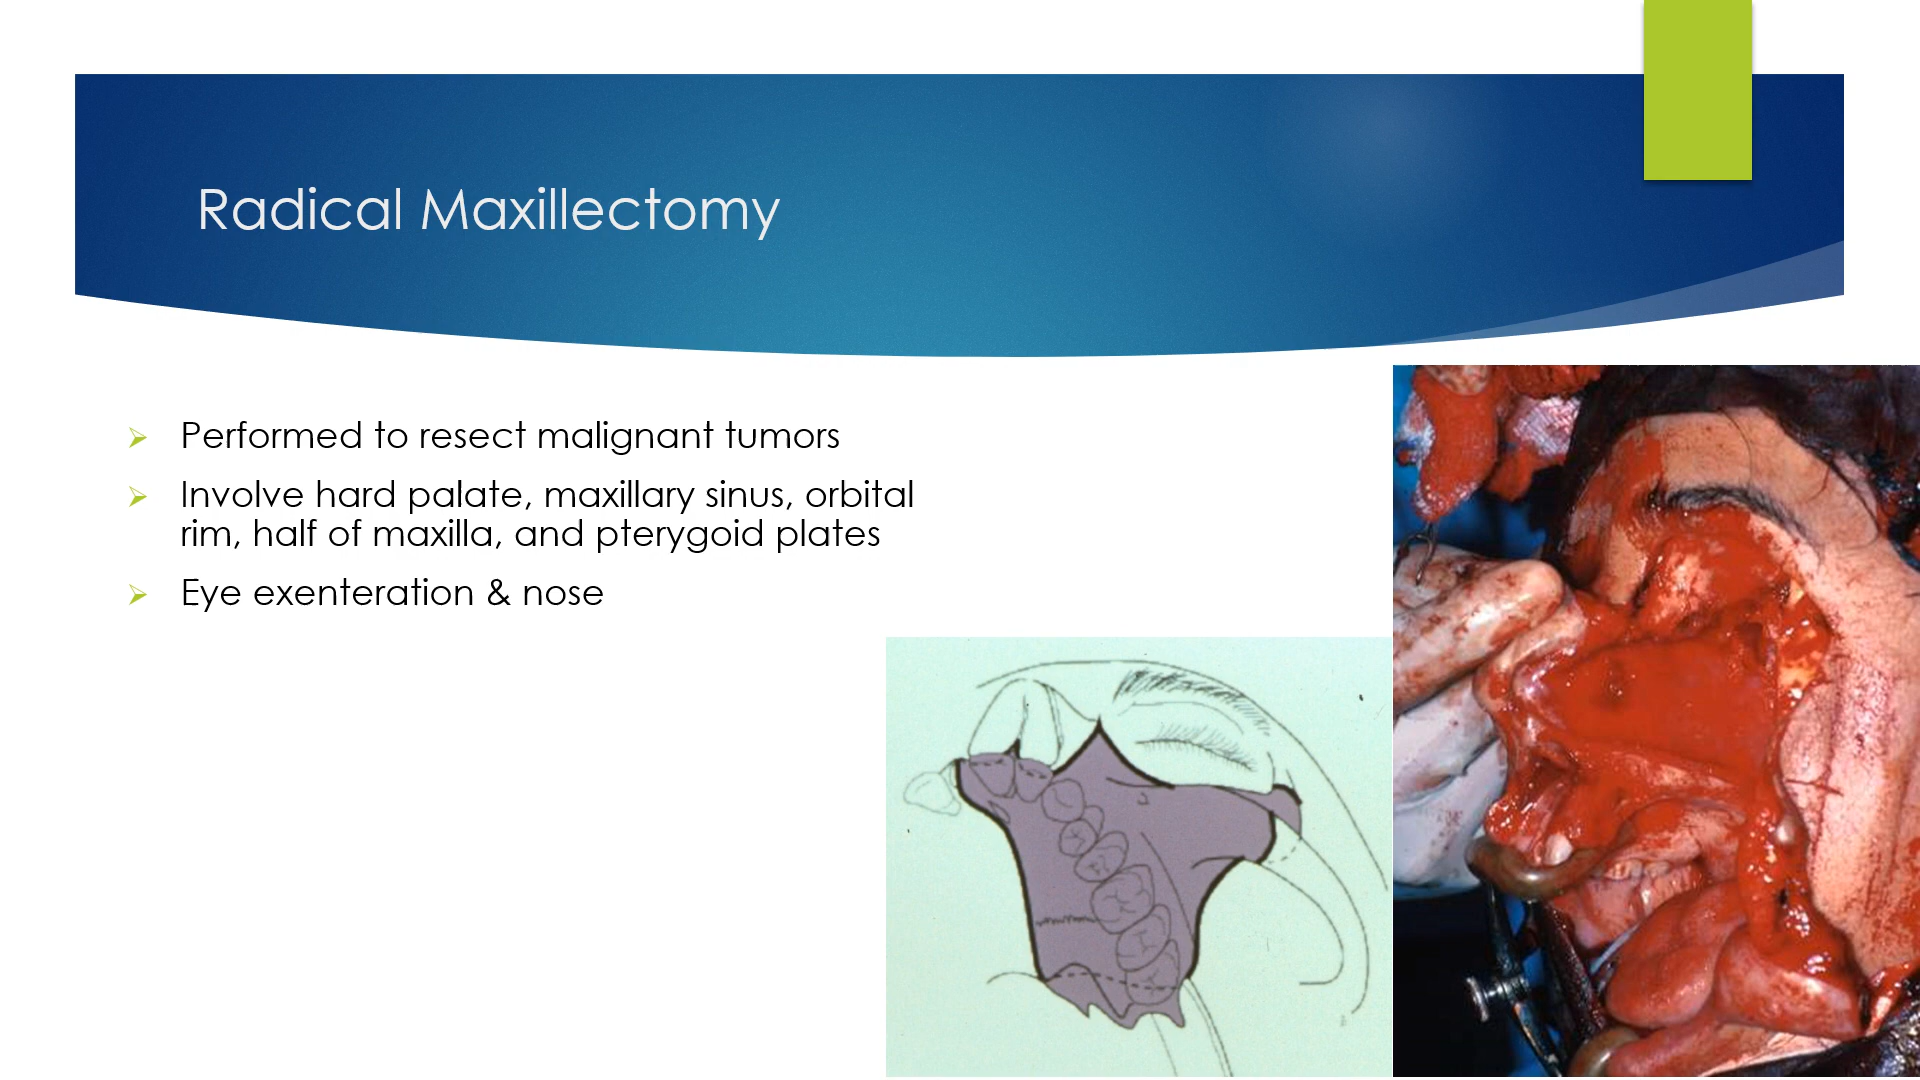 Radical Maxillectomy
Performed to resect malignant tumors
Involve hard palate, maxillary sinus, orbital
rim, half of maxilla, and pterygoid plates
Eye exenteration & nose